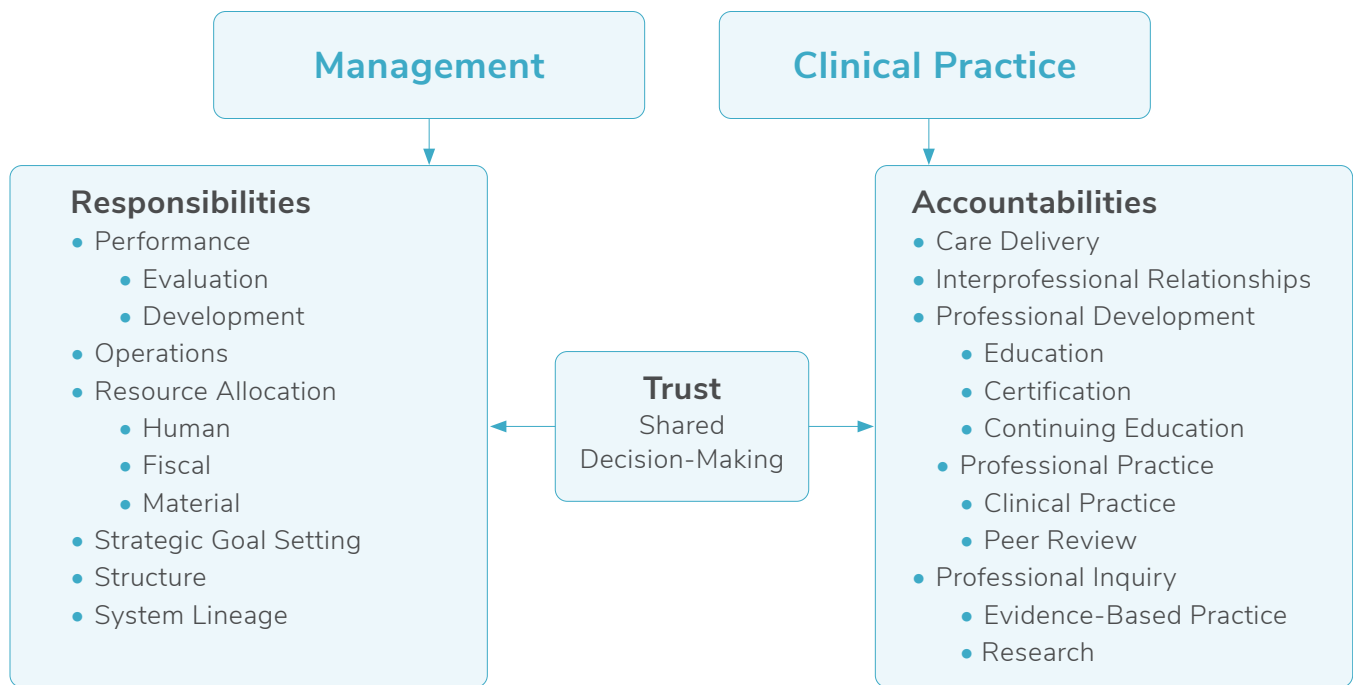 Management
Clinical Practice
Responsibilities
• Performance
• Evaluation
• Development
• Operations
• Resource Allocation
• Human
• Fiscal
• Material
• Strategic Goal Setting
• Structure
• System Lineage
Trust
Shared
Decision-Making
Accountabilities
• Care Delivery
• Interprofessional Relationships
• Professional Development
• Education
• Certification
• Continuing Education
• Professional Practice
• Clinical Practice
• Peer Review
• Professional Inquiry
• Evidence-Based Practice
• Research